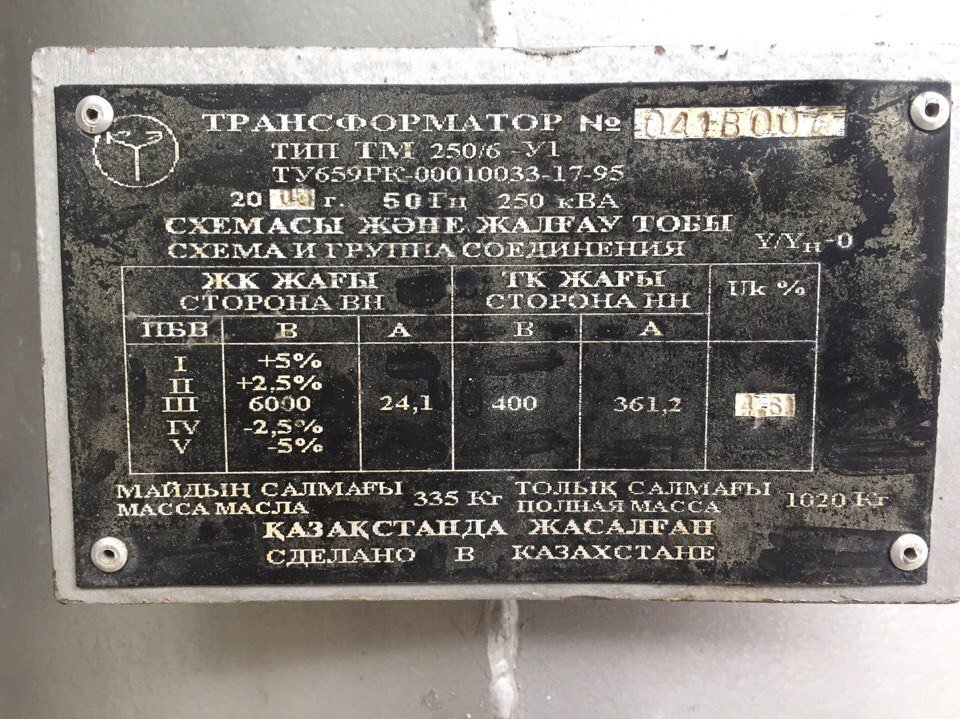 ТРАНСФОРМАТОР №
ТИП ТМ 250/6 -У1
ТУ659РК-00010033-17-95
20 г. 50 Гц 250 кВА
СХЕМАСЫ ЖӘНЕ ЖАЛҒАУ ТОБЫ
СХЕМА И ГРУППА СОЕДИНЕНИЯ Y/Yн-0
ЖК ЖАҒЫ ТК ЖАҒЫ Uk %
СТОРОНА ВН СТОРОНА НН
ПБВ В А В А
I +5%
II +2,5%
III 6000 24,1 400 361,2
IV -2,5%
V -5%
МАЙДЫҢ САЛМАҒЫ 335 Кг ТОЛЫҚ САЛМАҒЫ 1020 Кг
МАССА МАСЛА ПОЛНАЯ МАССА
ҚАЗАҚСТАНДА ЖАСАЛҒАН
СДЕЛАНО В КАЗАХСТАНЕ